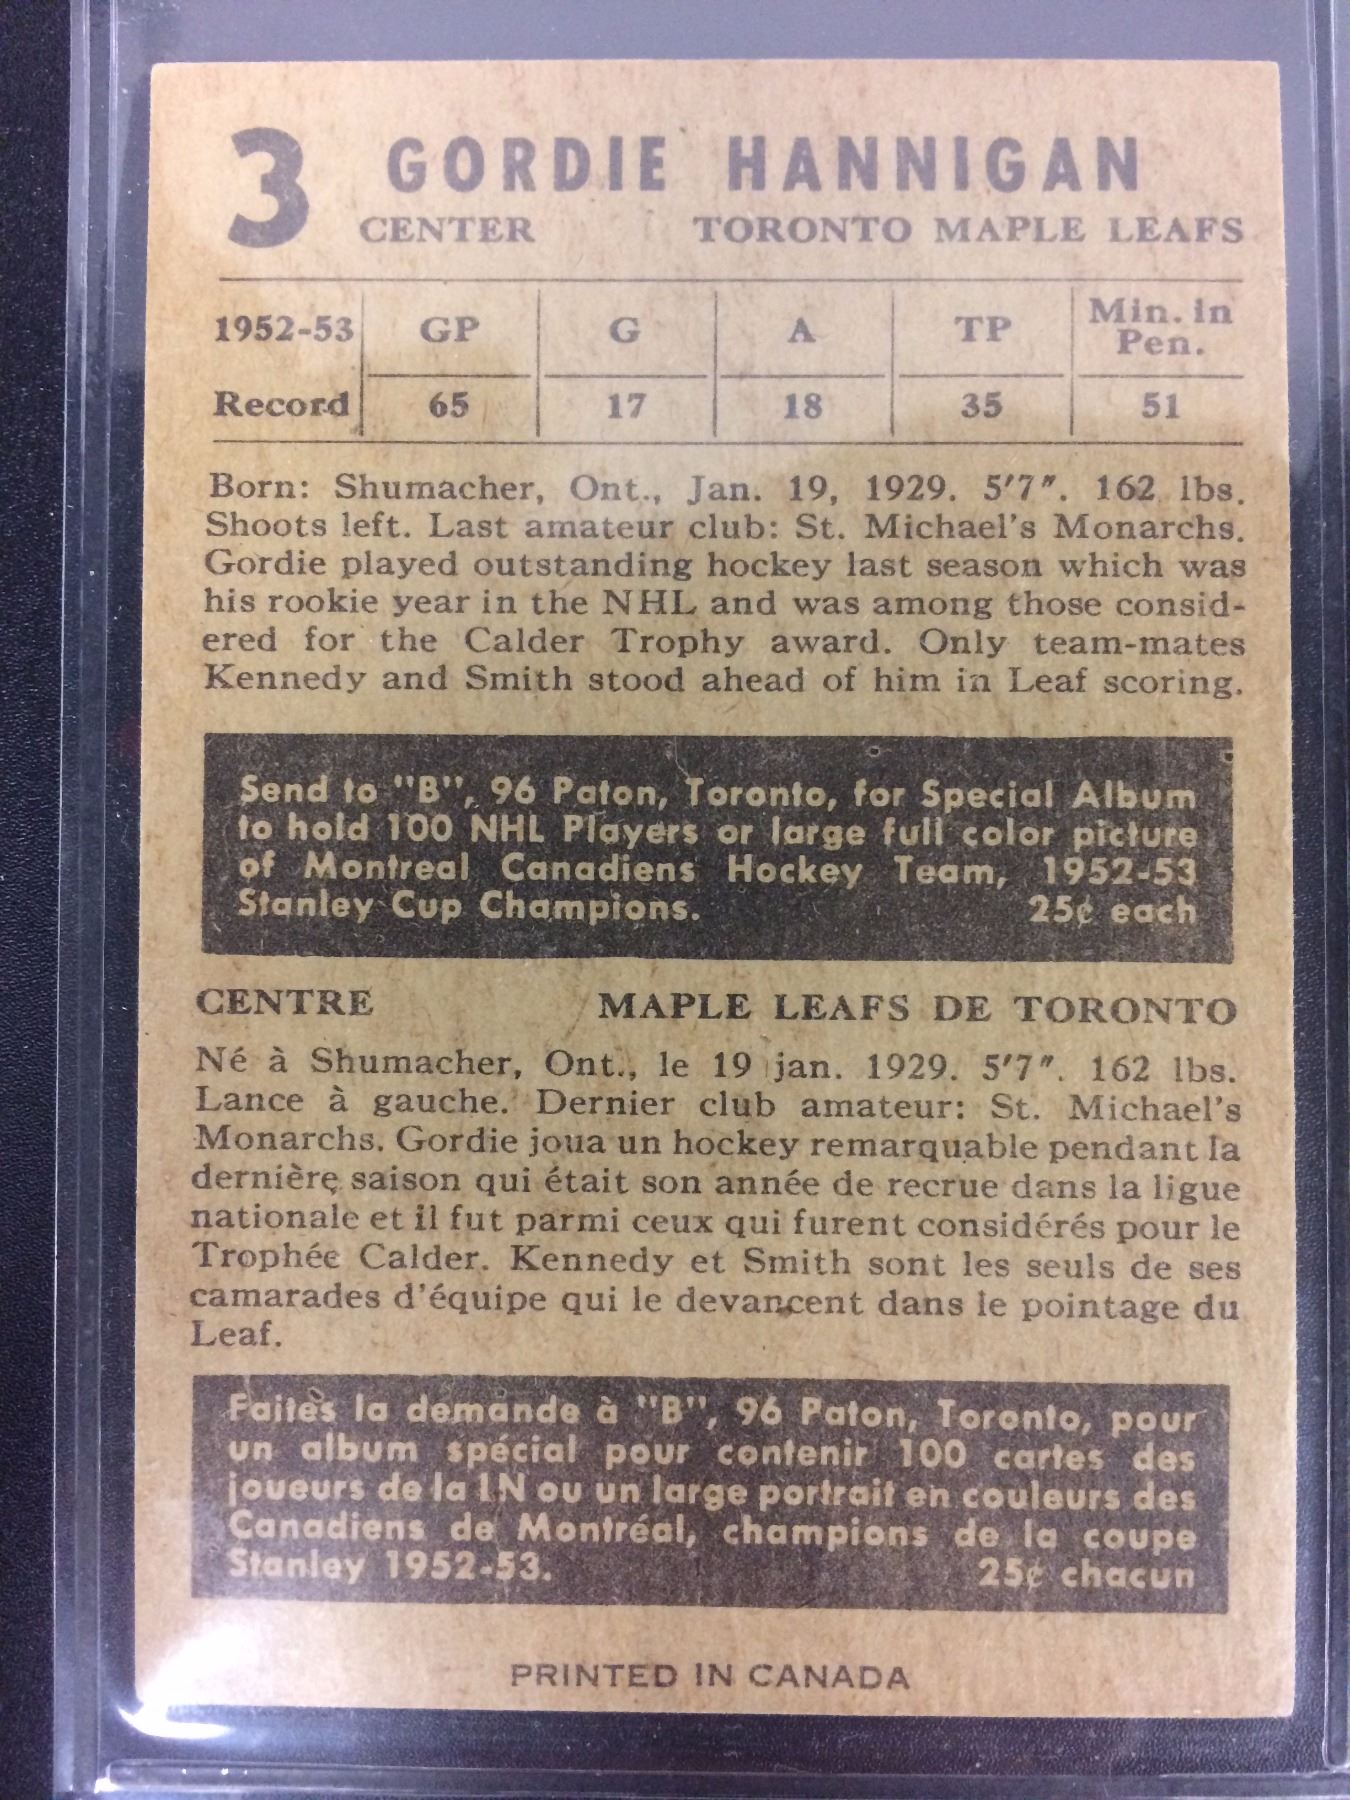 3 GORDIE HANNIGAN
CENTER TORONTO MAPLE LEAFS
1952-53 GP G A TP Min. in Pen.
Record 65 17 18 35 51
Born: Shumacher, Ont., Jan. 19, 1929. 5'7". 162 lbs.
Shoots left. Last amateur club: St. Michael's Monarchs.
Gordie played outstanding hockey last season which was
his rookie year in the NHL and was among those consid-
ered for the Calder Trophy award. Only team-mates
Kennedy and Smith stood ahead of him in Leaf scoring.
Send to "B", 96 Paton, Toronto, for Special Album
to hold 100 NHL Players or large full color picture
of Montreal Canadiens Hockey Team, 1952-53
Stanley Cup Champions. 25¢ each
CENTRE MAPLE LEAFS DE TORONTO
Né à Shumacher, Ont., le 19 jan. 1929. 5'7". 162 lbs.
Lance à gauche. Dernier club amateur: St. Michael's
Monarchs. Gordie joua un hockey remarquable pendant la
dernière saison qui était son année de recrue dans la ligue
nationale et il fut parmi ceux qui furent considérés pour le
Trophée Calder. Kennedy et Smith sont les seuls de ses
camarades d'équipe qui le devancent dans le pointage du
Leaf.
Faites la demande à "B", 96 Paton, Toronto, pour
un album spécial pour contenir 100 cartes des
joueurs de la LN ou un large portrait en couleurs des
Canadiens de Montréal, champions de la coupe
Stanley 1952-53. 25¢ chacun
PRINTED IN CANADA